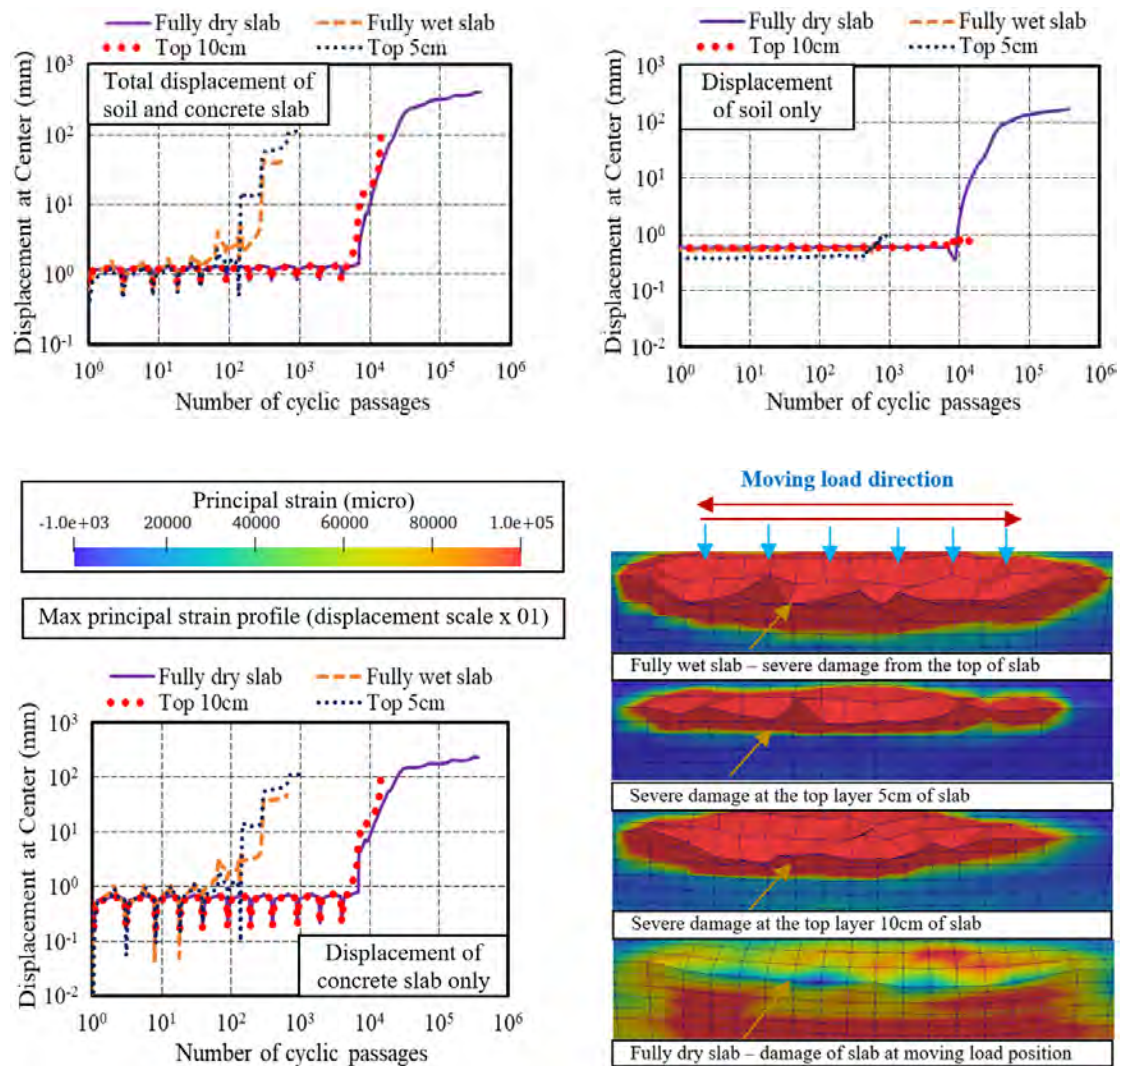 Fully dry slab Fully wet slab
Top 10cm Top 5cm
Total displacement of
soil and concrete slab
Displacement at Center (mm)
10³
10²
10¹
10⁰
10⁻¹
10⁰ 10¹ 10² 10³ 10⁴ 10⁵ 10⁶
Number of cyclic passages
Fully dry slab Fully wet slab
Top 10cm Top 5cm
Displacement
of soil only
Displacement at Center (mm)
10³
10²
10¹
10⁰
10⁻¹
10⁻²
10⁰ 10¹ 10² 10³ 10⁴ 10⁵ 10⁶
Number of cyclic passages
Principal strain (micro)
-1.0e+03 20000 40000 60000 80000 1.0e+05
Max principal strain profile (displacement scale x 01)
Fully dry slab Fully wet slab
Top 10cm Top 5cm
Displacement at Center (mm)
10³
10²
10¹
10⁰
10⁻¹
10⁻²
Displacement of
concrete slab only
10⁰ 10¹ 10² 10³ 10⁴ 10⁵ 10⁶
Number of cyclic passages
Moving load direction
Fully wet slab – severe damage from the top of slab
Severe damage at the top layer 5cm of slab
Severe damage at the top layer 10cm of slab
Fully dry slab – damage of slab at moving load position